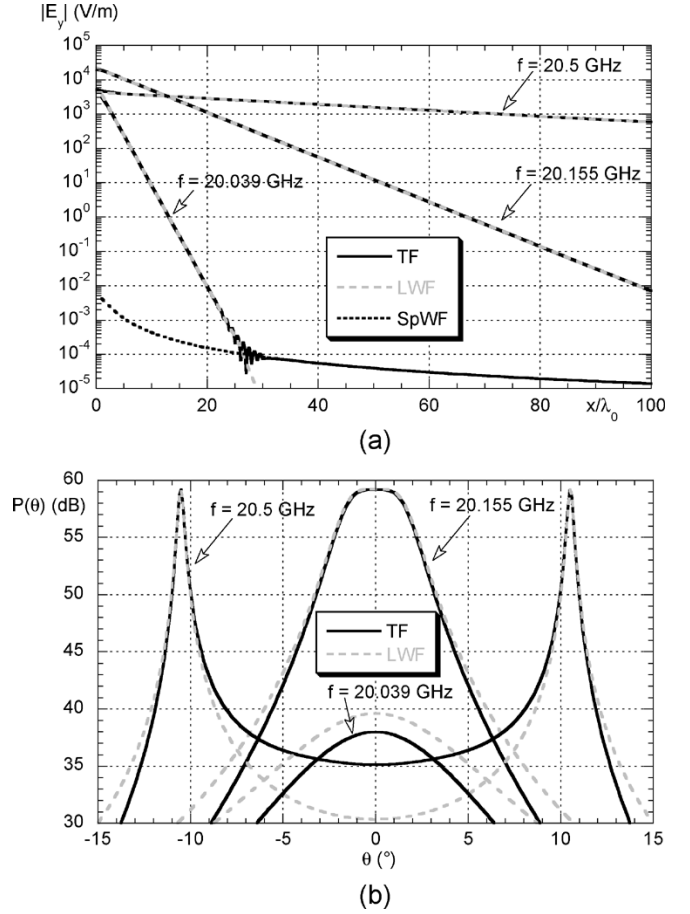 |E_y| (V/m)
10^5
10^4
10^3
10^2
10^1
10^0
10^-1
10^-2
10^-3
10^-4
10^-5
f = 20.5 GHz
f = 20.155 GHz
f = 20.039 GHz
TF
LWF
SpWF
0 20 40 60 80 x/λ_0 100
(a)
P(θ) (dB)
60
55
50
45
40
35
30
f = 20.5 GHz
f = 20.155 GHz
TF
LWF
f = 20.039 GHz
-15 -10 -5 0 5 10 15
θ (°)
(b)